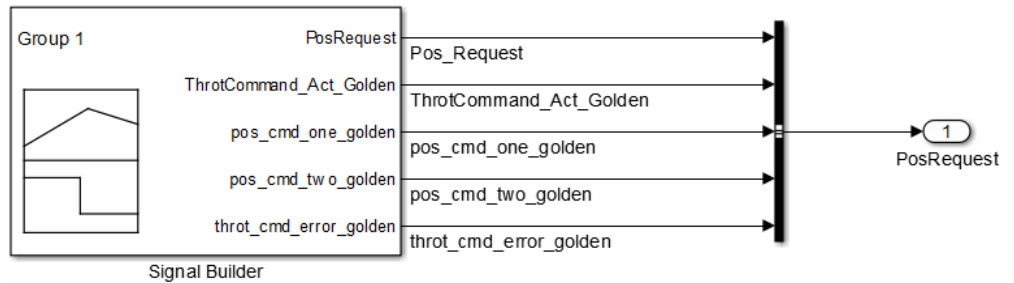 Group 1
PosRequest
Pos_Request
ThrotCommand_Act_Golden
ThrotCommand_Act_Golden
pos_cmd_one_golden
pos_cmd_one_golden
1
PosRequest
pos_cmd_two_golden
pos_cmd_two_golden
throt_cmd_error_golden
throt_cmd_error_golden
Signal Builder